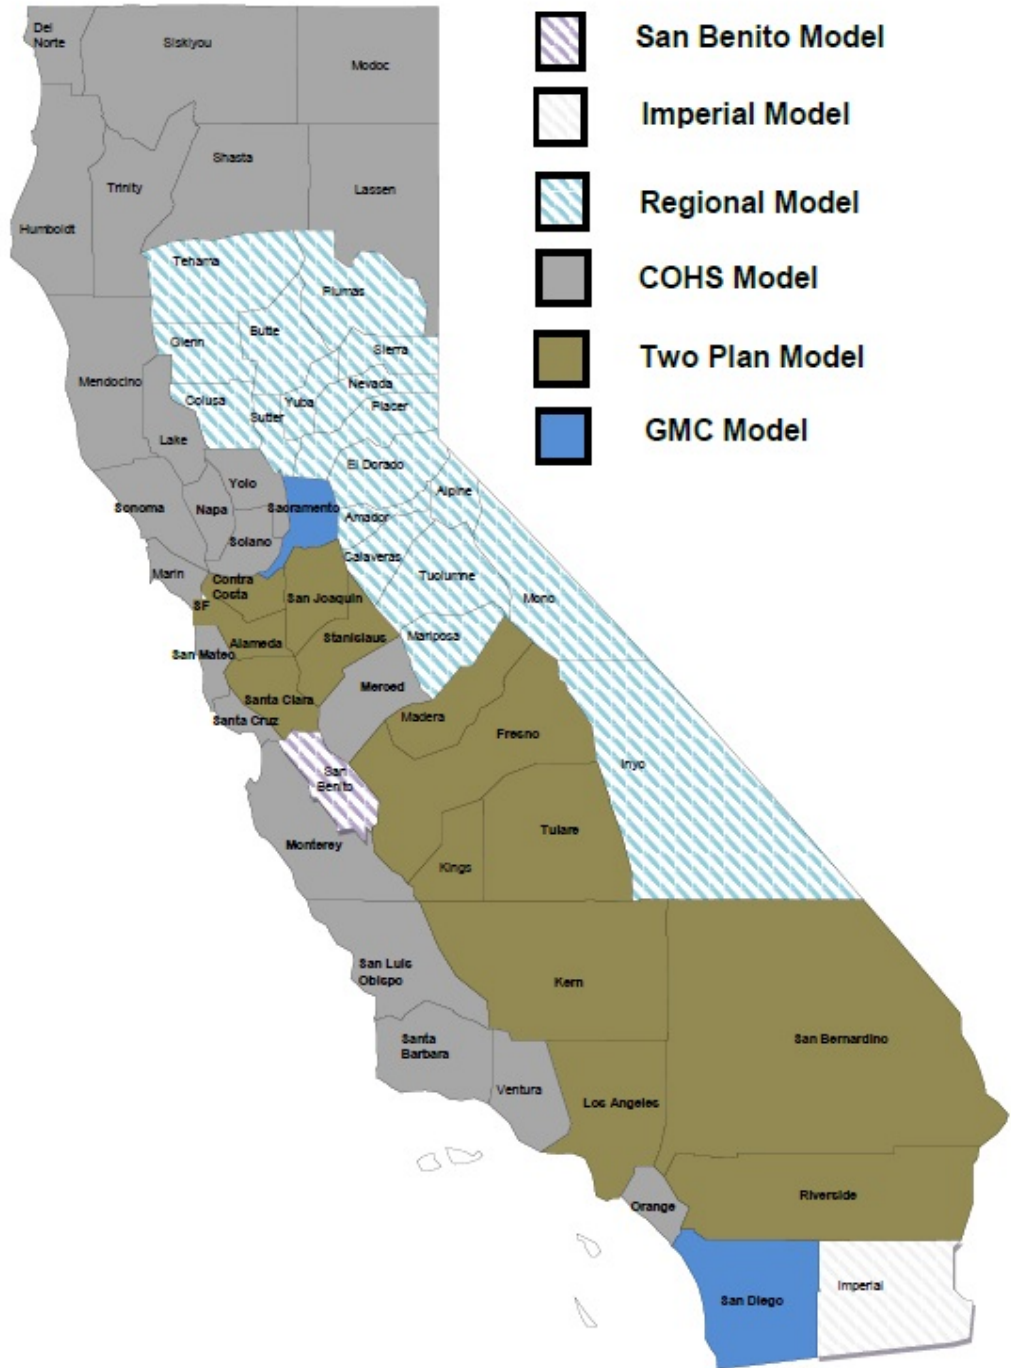 San Benito Model
Imperial Model
Regional Model
COHS Model
Two Plan Model
GMC Model
Del
Norte
Siskiyou
Modoc
Shasta
Trinity
Lassen
Humboldt
Tehama
Plumas
Butte
Glenn
Sierra
Mendocino
Nevada
Colusa
Yuba
Placer
Sutter
Lake
El Dorado
Yolo
Alpine
Sonoma
Napa
Sacramento
Amador
Solano
Calaveras
Marin
Contra
Costa
Tuolumne
San Joaquin
Mono
SF
Stanislaus
Mariposa
Alameda
San Mateo
Merced
Santa Clara
Santa Cruz
Madera
Fresno
San
Benito
Inyo
Tulare
Monterey
Kings
San Luis
Obispo
Kern
Santa
Barbara
San Bernardino
Ventura
Los Angeles
Riverside
Orange
San Diego
Imperial